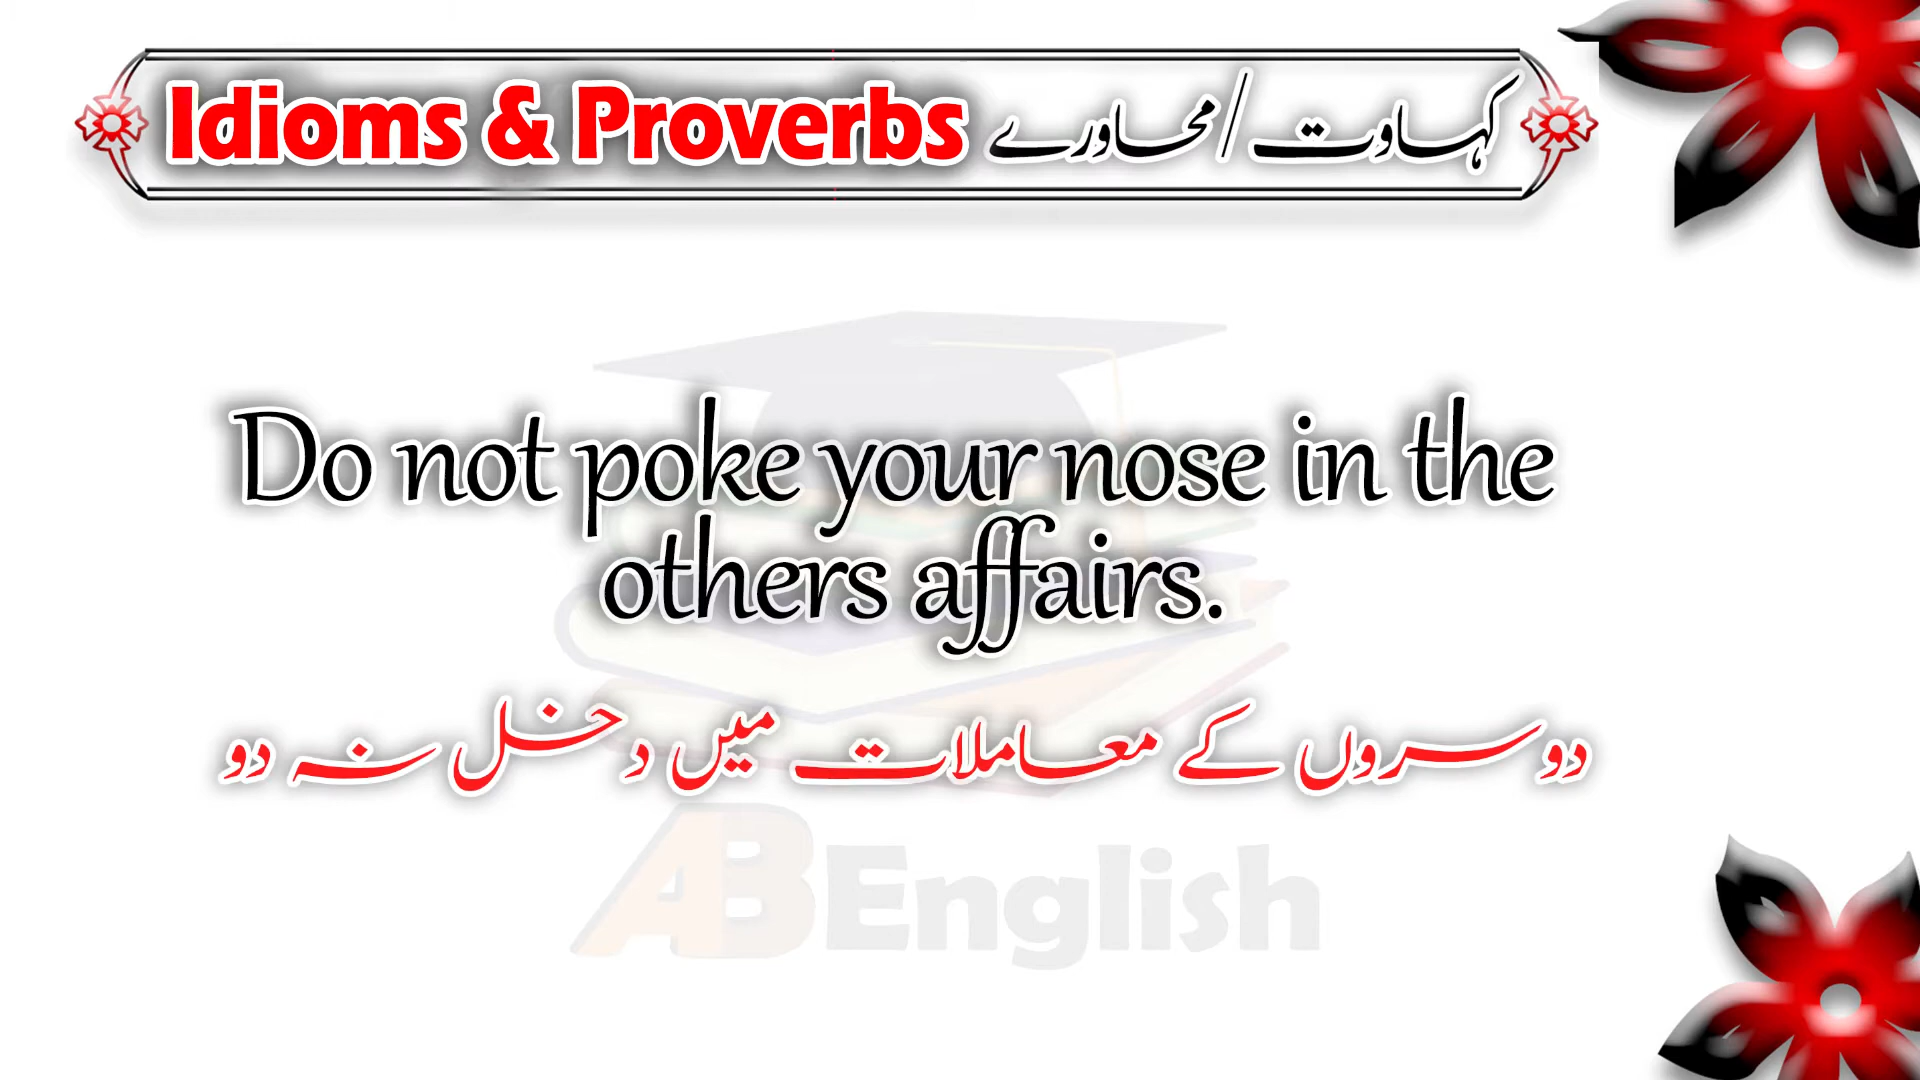 Idioms & Proverbs کہاوت/محاورے
Do not poke your nose in the
others affairs.
دوسروں کے معاملات میں دخل نہ دو
ABEnglish